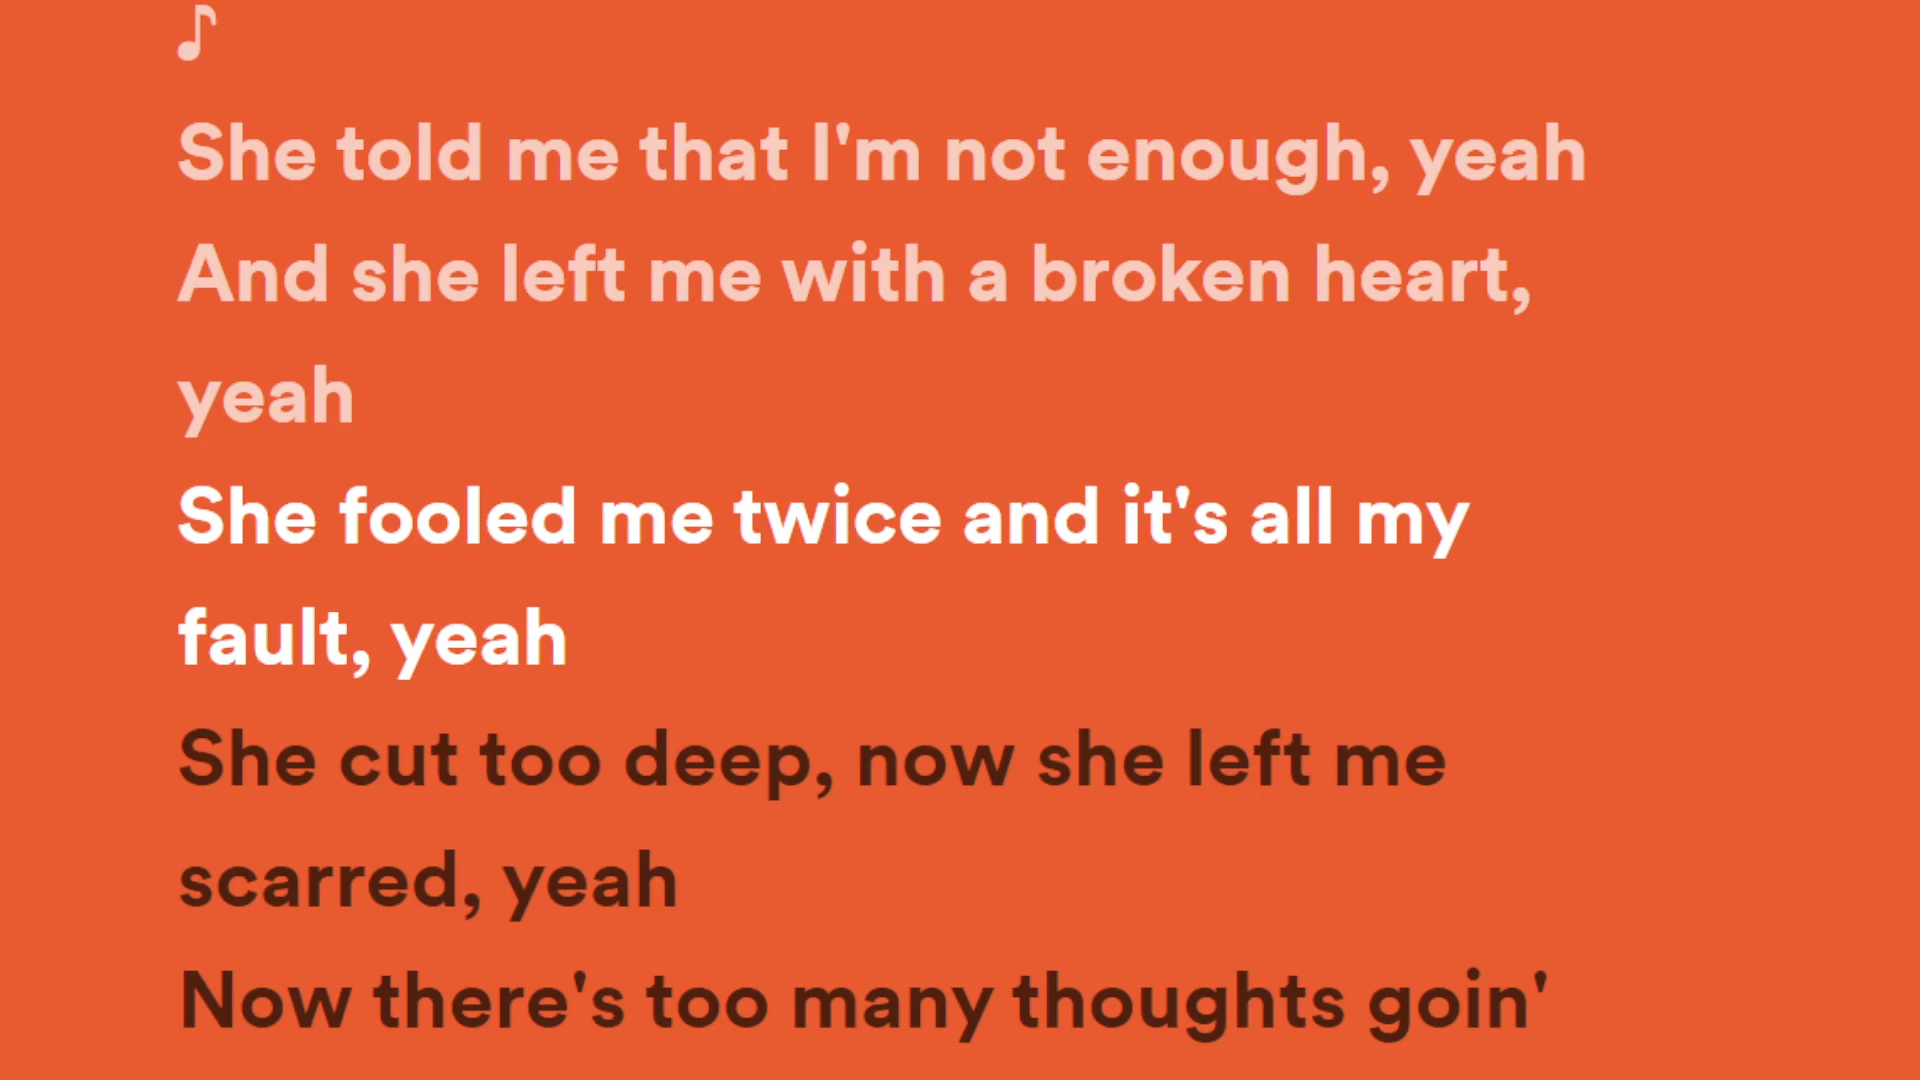 ♪
She told me that I'm not enough, yeah
And she left me with a broken heart,
yeah
She fooled me twice and it's all my
fault, yeah
She cut too deep, now she left me
scarred, yeah
Now there's too many thoughts goin'